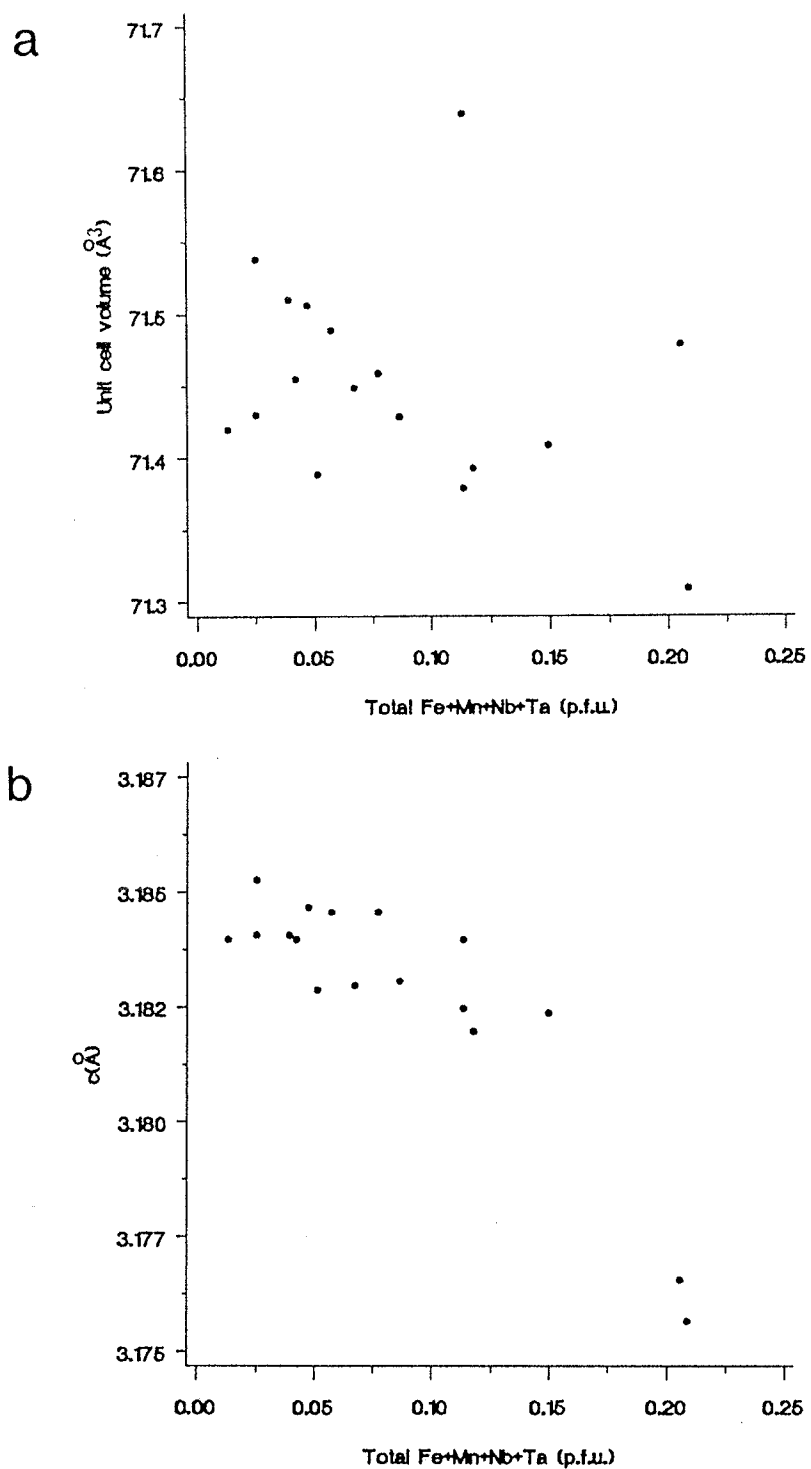 a
71.7
71.6
71.5
71.4
71.3
Unit cell volume (Å3)
0.00 0.05 0.10 0.15 0.20 0.25
Total Fe+Mn+Nb+Ta (p.f.u.)
b
3.187
3.185
3.182
3.180
3.177
3.175
c(Å)
0.00 0.05 0.10 0.15 0.20 0.25
Total Fe+Mn+Nb+Ta (p.f.u.)